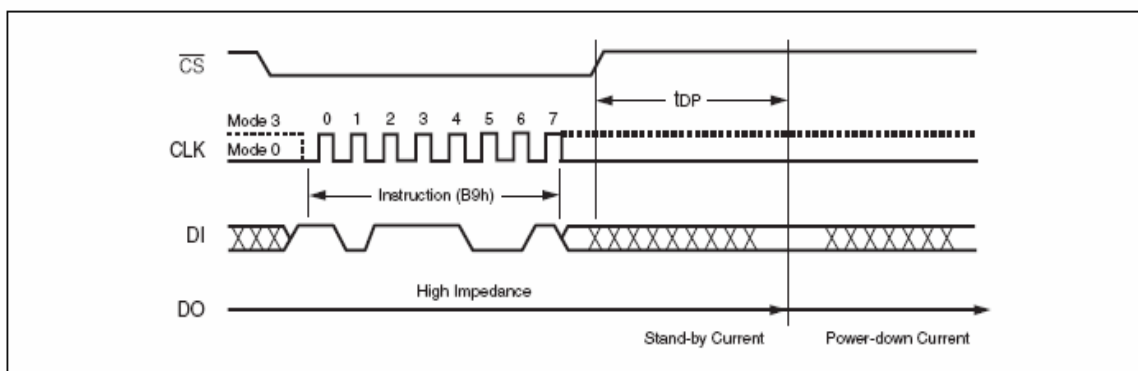 CS
tDP
Mode 3
0 1 2 3 4 5 6 7
CLK
Mode 0
Instruction (B9h)
DI
High Impedance
DO
Stand-by Current
Power-down Current